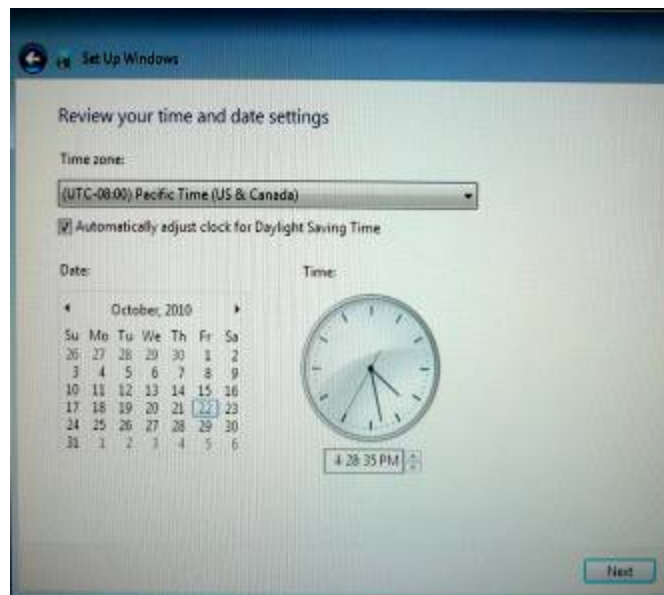 Set Up Windows
Review your time and date settings
Time zone:
(UTC-08:00) Pacific Time (US & Canada)
Automatically adjust clock for Daylight Saving Time
Date:
Time:
October, 2010
Su Mo Tu We Th Fr Sa
26 27 28 29 30 1 2
3 4 5 6 7 8 9
10 11 12 13 14 15 16
17 18 19 20 21 22 23
24 25 26 27 28 29 30
31 1 2 3 4 5 6
4:28:35 PM
Next